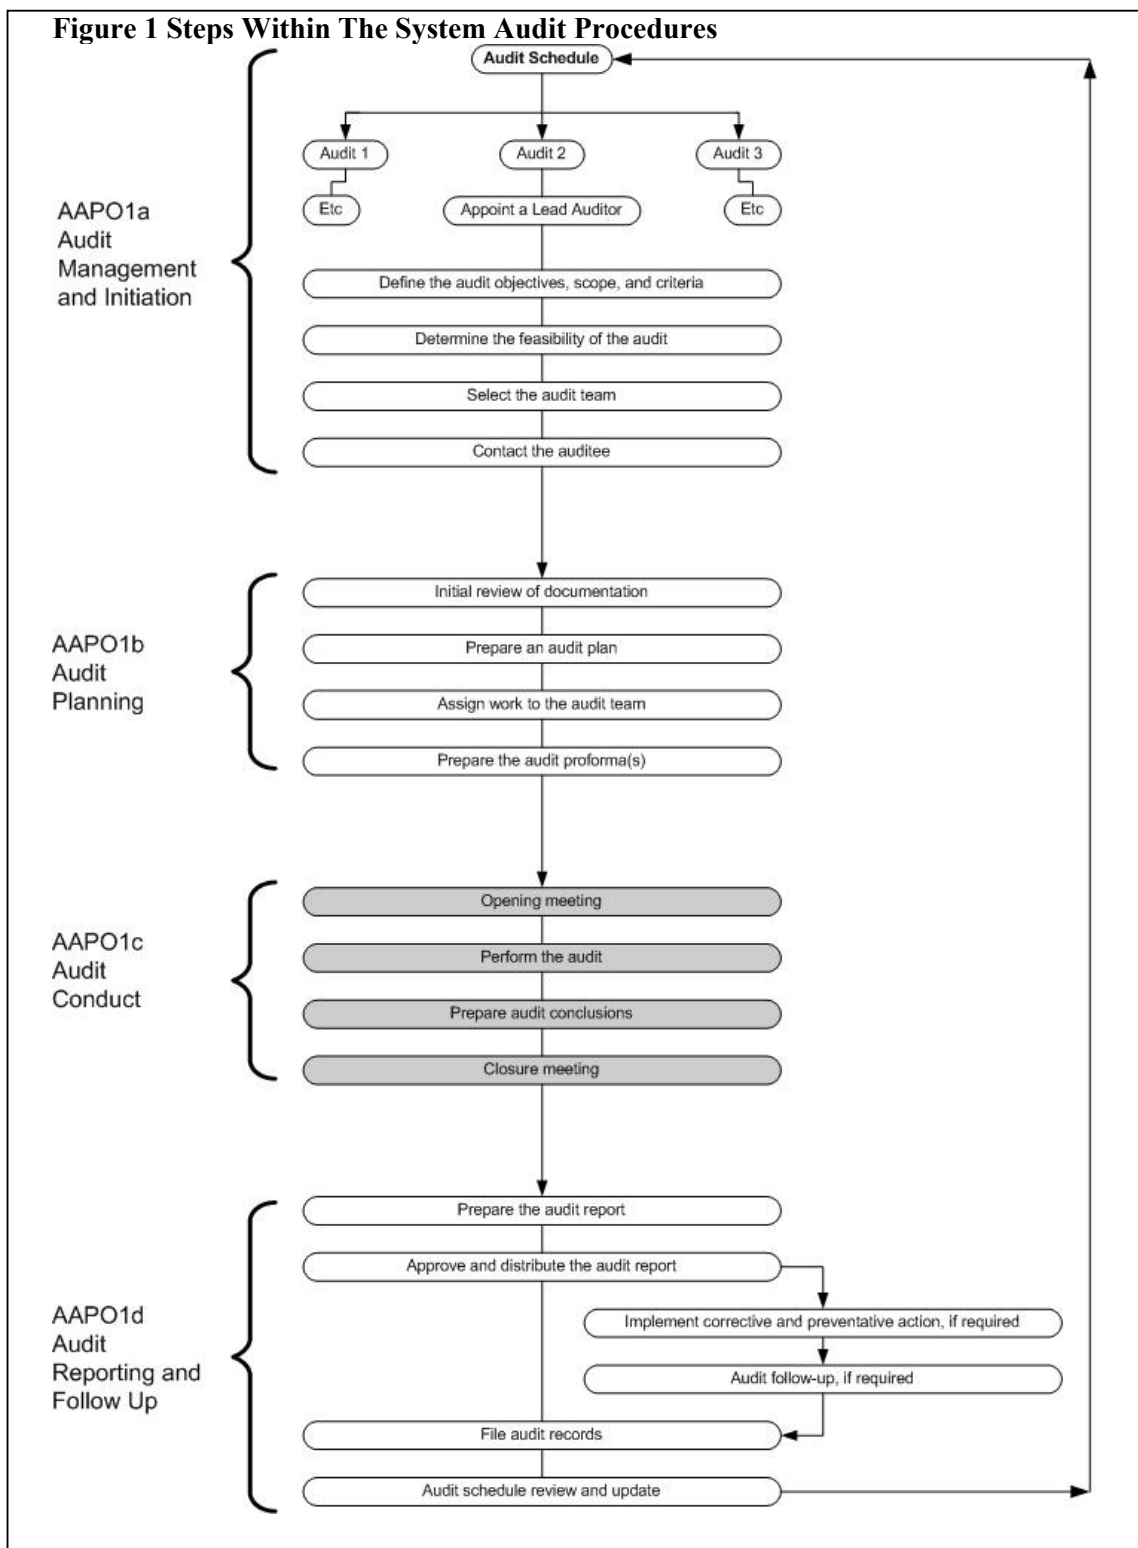 Figure 1 Steps Within The System Audit Procedures
Audit Schedule
Audit 1
Audit 2
Audit 3
Etc
Appoint a Lead Auditor
Etc
AAPO1a
Audit
Management
and Initiation
Define the audit objectives, scope, and criteria
Determine the feasibility of the audit
Select the audit team
Contact the auditee
AAPO1b
Audit
Planning
Initial review of documentation
Prepare an audit plan
Assign work to the audit team
Prepare the audit proforma(s)
AAPO1c
Audit
Conduct
Opening meeting
Perform the audit
Prepare audit conclusions
Closure meeting
AAPO1d
Audit
Reporting and
Follow Up
Prepare the audit report
Approve and distribute the audit report
Implement corrective and preventative action, if required
Audit follow-up, if required
File audit records
Audit schedule review and update